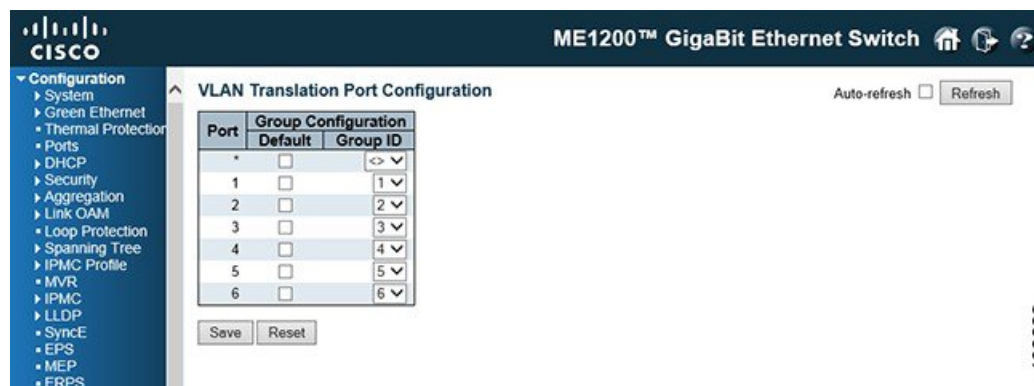 CISCO
ME1200™ GigaBit Ethernet Switch
Configuration
System
Green Ethernet
Thermal Protection
Ports
DHCP
Security
Aggregation
Link OAM
Loop Protection
Spanning Tree
IPMC Profile
MVR
IPMC
LLDP
SyncE
EPS
MEP
ERPS
VLAN Translation Port Configuration
Auto-refresh Refresh
Port Group Configuration
Default Group ID
* <>
1 1
2 2
3 3
4 4
5 5
6 6
Save Reset